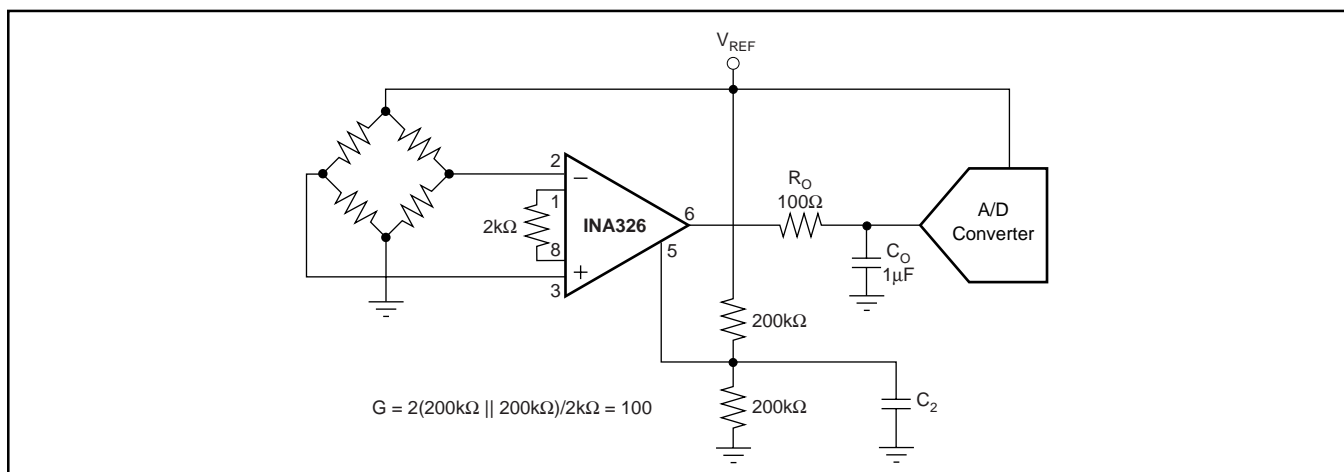 V_REF
R_O
100Ω
2
−
1
2kΩ
INA326
6
8
5
+
3
A/D
Converter
C_O
1µF
200kΩ
200kΩ
C_2
G = 2(200kΩ || 200kΩ)/2kΩ = 100